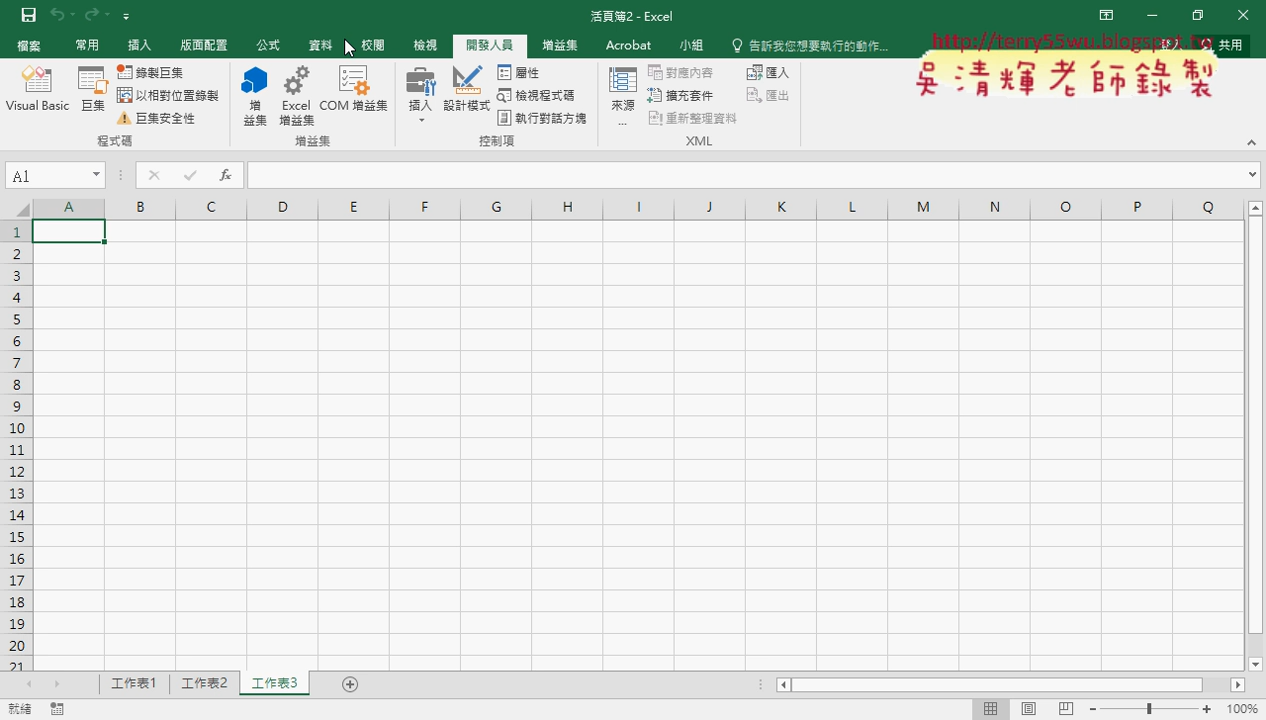 活頁簿2 - Excel
檔案 常用 插入 版面配置 公式 資料 校閱 檢視 開發人員 增益集 Acrobat 小組 告訴我您想要執行的動作... 共用
http://terry55wu.blogspot.tw
吳清輝老師錄製
Visual Basic 巨集 錄製巨集 以相對位置錄製 巨集安全性
程式碼
增益集 Excel 增益集 COM 增益集
增益集
插入 設計模式 屬性 檢視程式碼 執行對話方塊
控制項
來源... 對應內容 擴充套件 重新整理資料 匯入 匯出
XML
A1 fx
A B C D E F G H I J K L M N O P Q
1
2
3
4
5
6
7
8
9
10
11
12
13
14
15
16
17
18
19
20
21
工作表1 工作表2 工作表3
就緒 100%